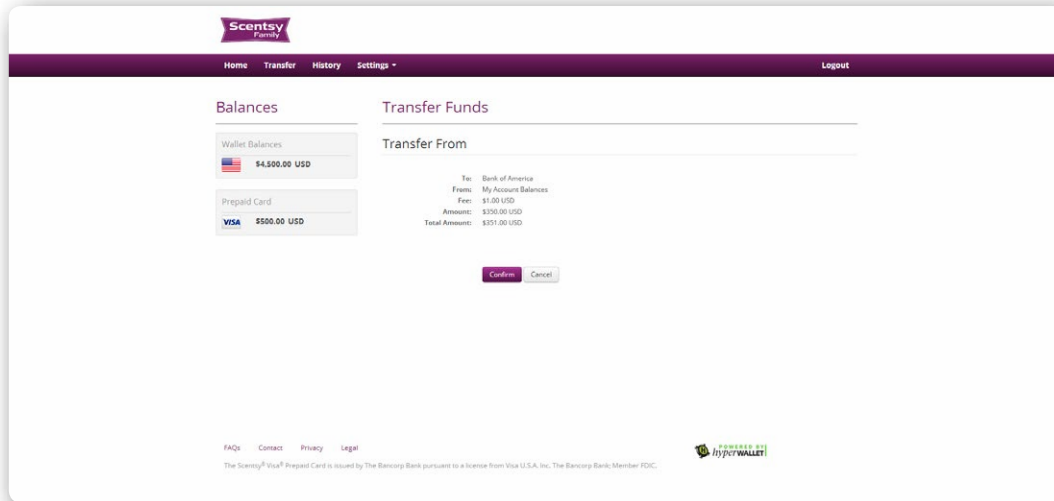 Scentsy
Family
Home Transfer History Settings Logout
Balances
Wallet Balances
$4,500.00 USD
Prepaid Card
VISA $500.00 USD
Transfer Funds
Transfer From
To: Bank of America
From: My Account Balances
Fee: $1.00 USD
Amount: $350.00 USD
Total Amount: $351.00 USD
Confirm Cancel
FAQs Contact Privacy Legal
The Scentsy® Visa® Prepaid Card is issued by The Bancorp Bank pursuant to a license from Visa U.S.A. Inc. The Bancorp Bank; Member FDIC.
POWERED BY
hyperWALLET